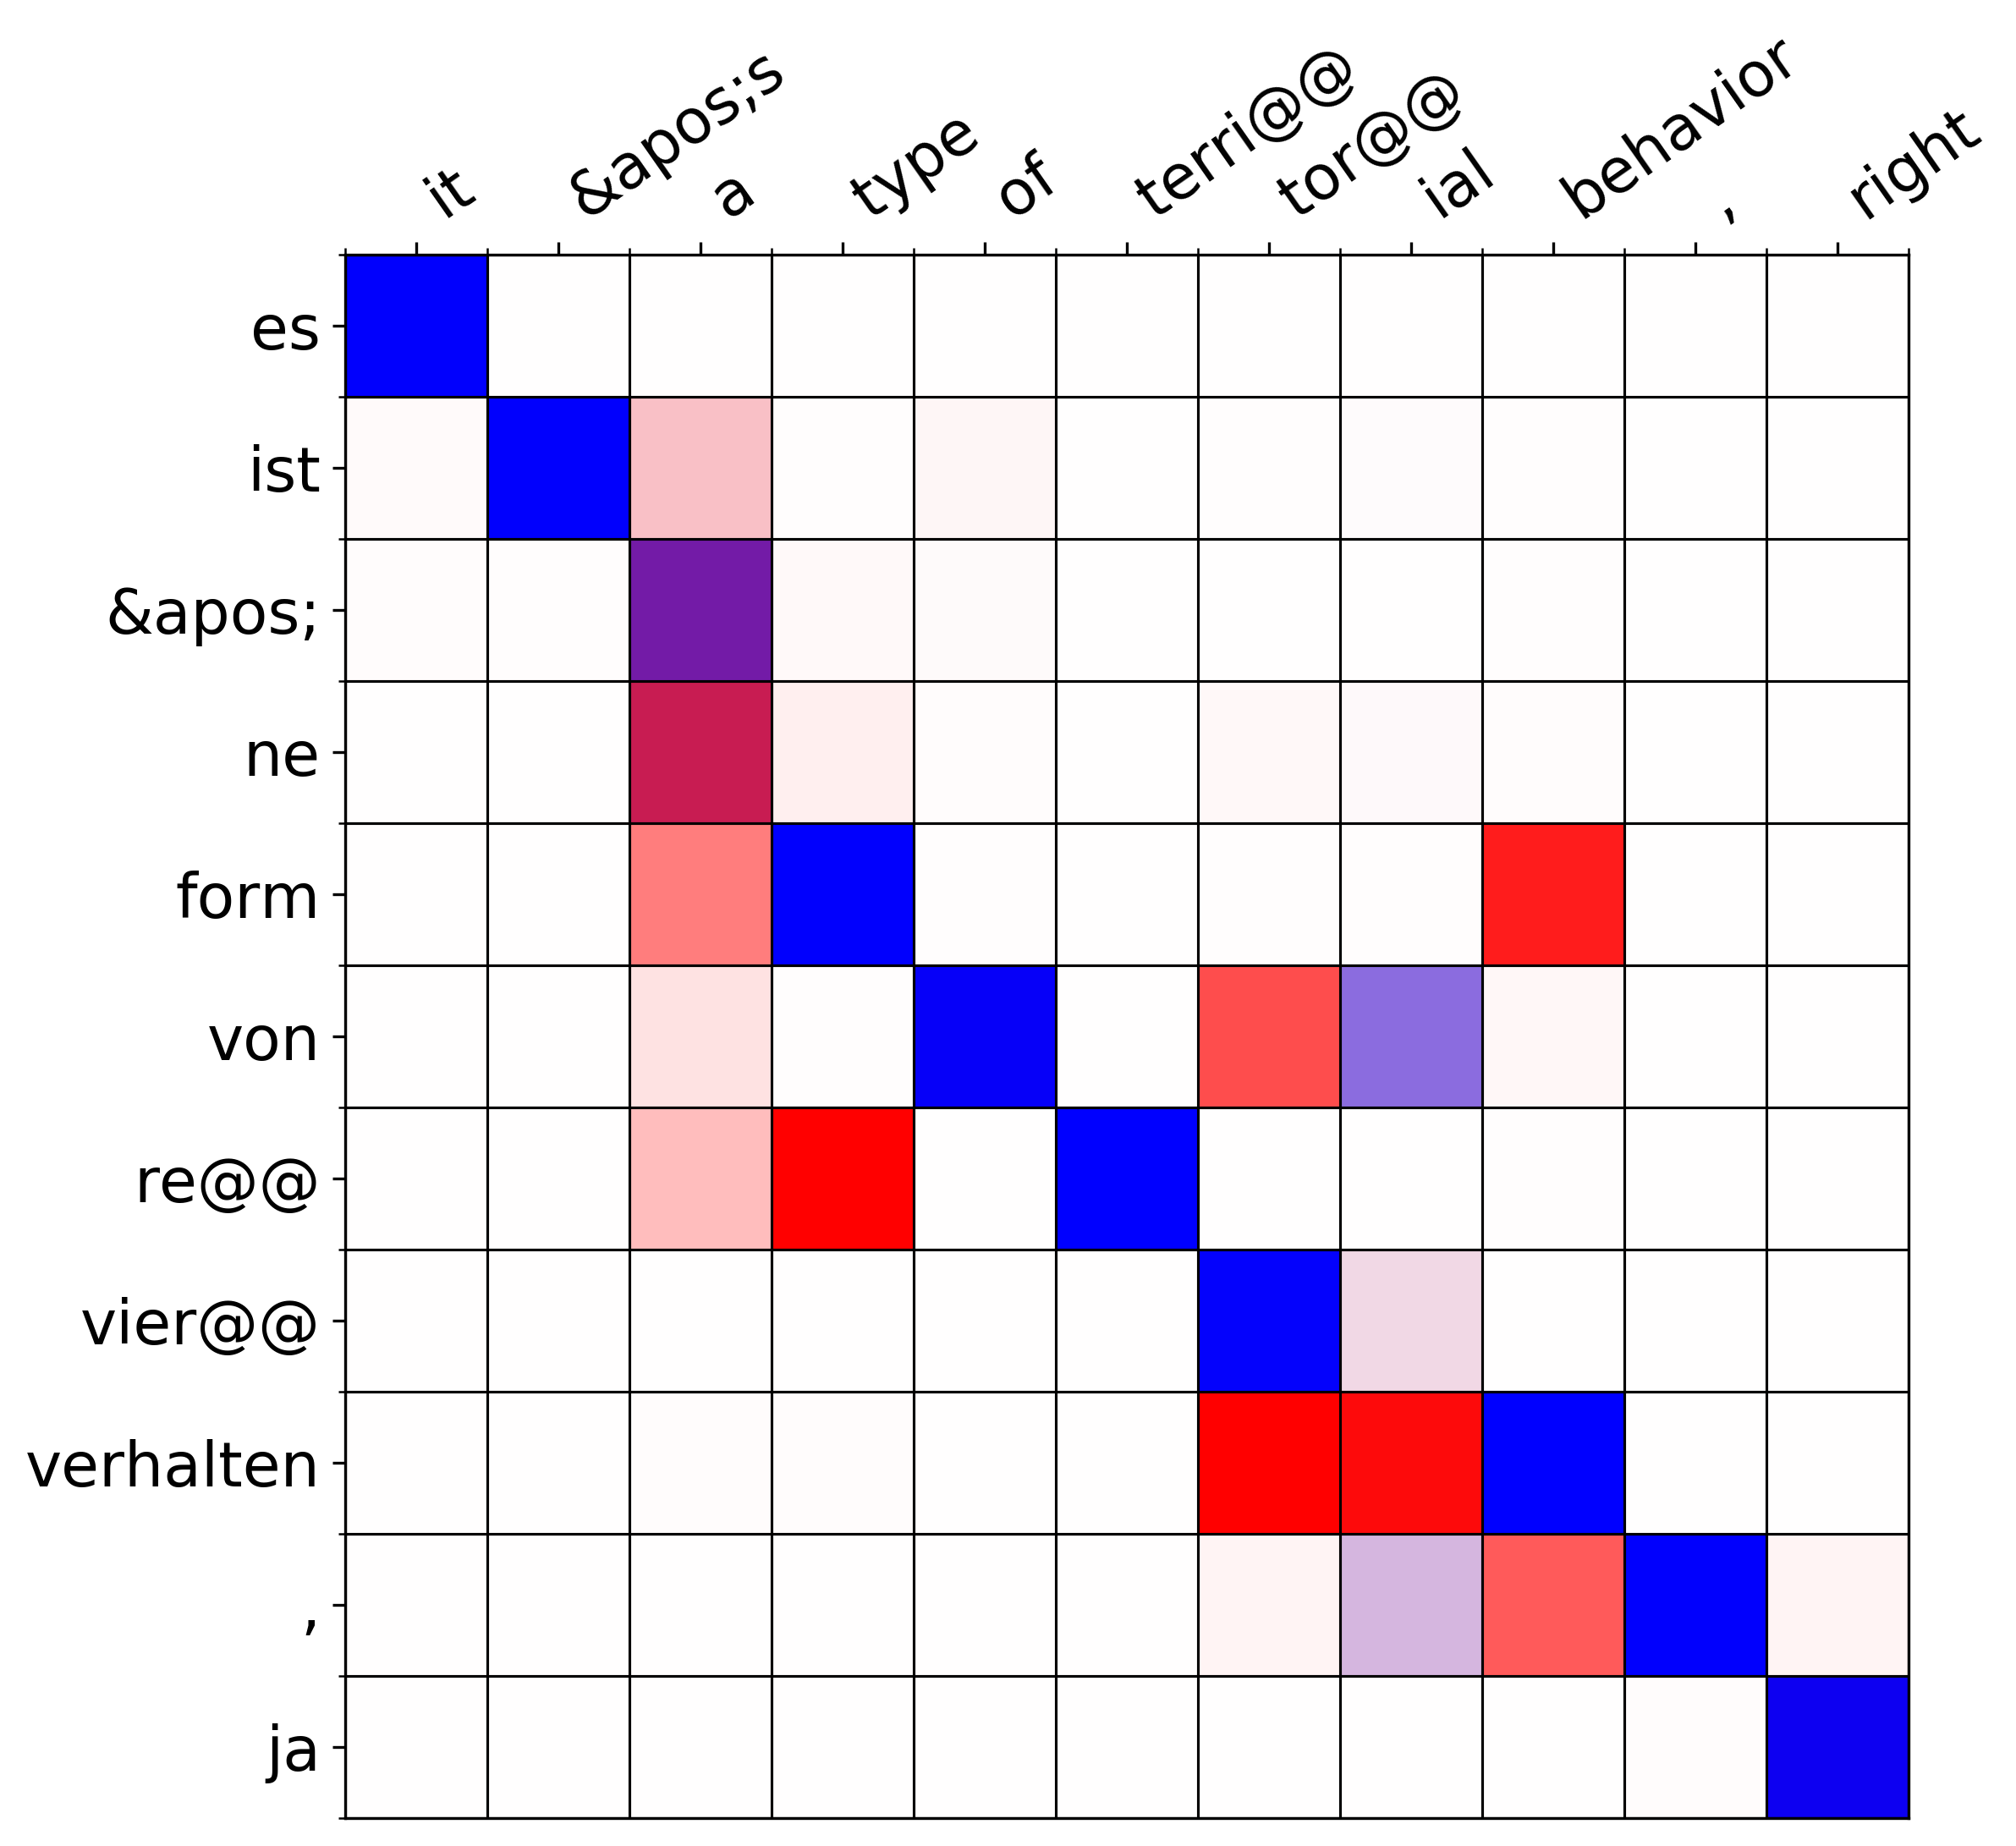 it
&apos;s
a
type
of
terri@@
tor@@
ial
behavior
,
right
es
ist
&apos;
ne
form
von
re@@
vier@@
verhalten
,
ja